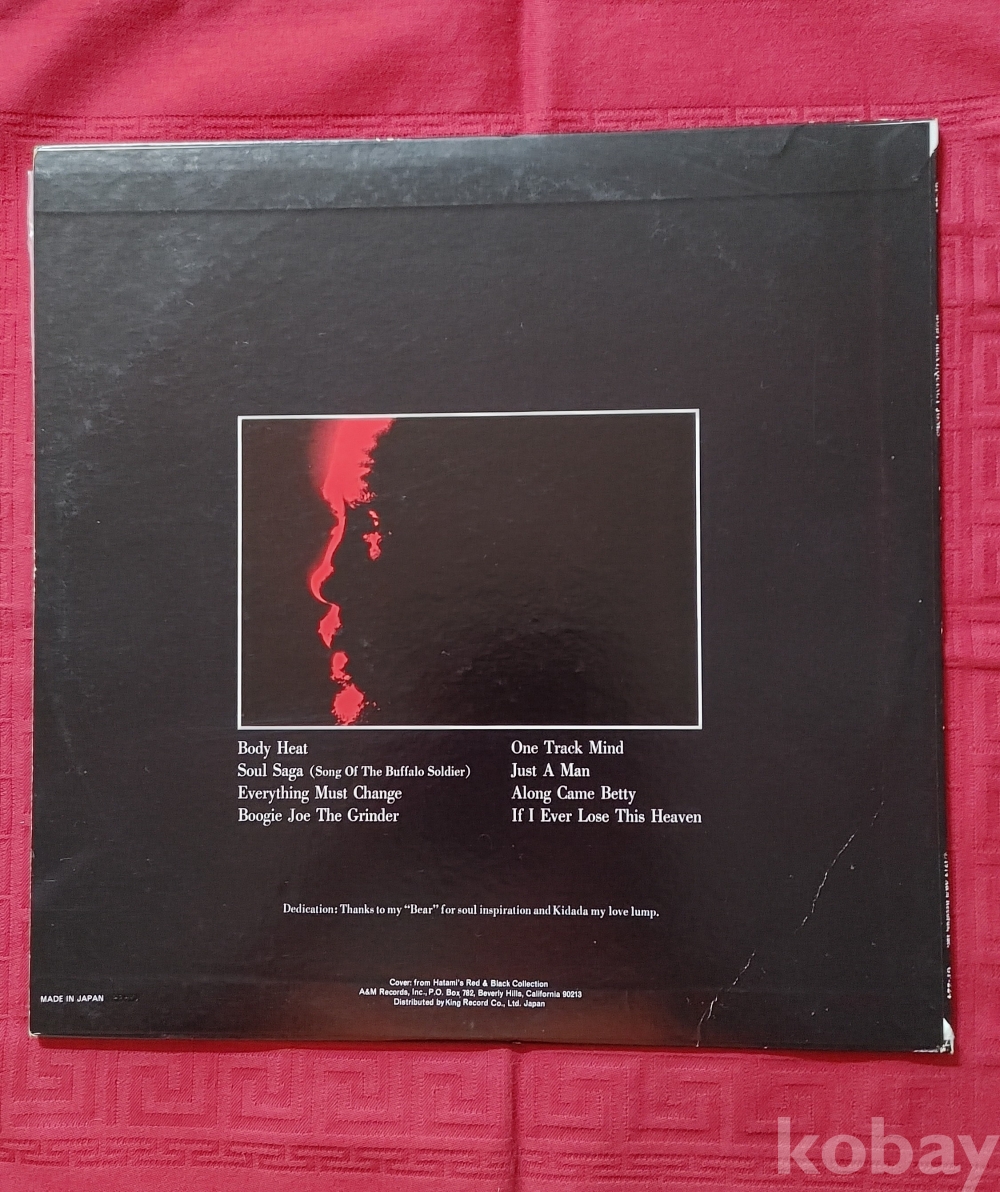 Body Heat
Soul Saga (Song Of The Buffalo Soldier)
Everything Must Change
Boogie Joe The Grinder
One Track Mind
Just A Man
Along Came Betty
If I Ever Lose This Heaven
Dedication: Thanks to my “Bear” for soul inspiration and Kidada my love lump.
Cover: from Hatami's Red & Black Collection
A&M Records, Inc., P.O. Box 782, Beverly Hills, California 90213
Distributed by King Record Co., Ltd. Japan
MADE IN JAPAN
kobay